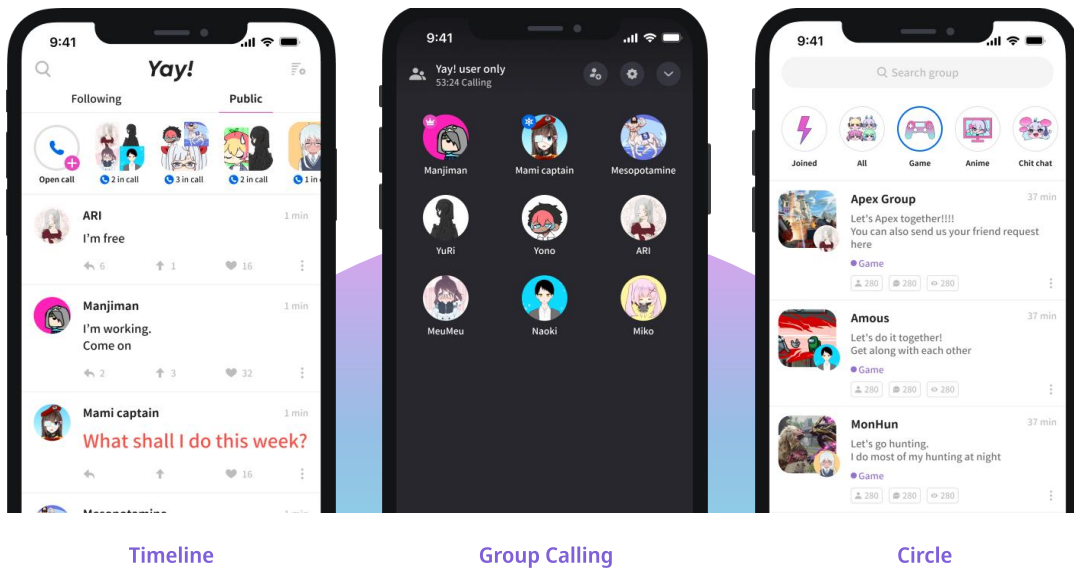 9:41
Yay!
Following
Public
Open call
2 in call
3 in call
2 in call
1 in
ARI
1 min
I'm free
6
1
16
Manjiman
1 min
I'm working.
Come on
2
3
32
Mami captain
1 min
What shall I do this week?
16
Mesopotamine
1 min
9:41
Yay! user only
53:24 Calling
Manjiman
Mami captain
Mesopotamine
YuRi
Yono
ARI
MeuMeu
Naoki
Miko
9:41
Search group
Joined
All
Game
Anime
Chit chat
Apex Group
37 min
Let's Apex together!!!!
You can also send us your friend request
here
Game
280
280
280
Amous
37 min
Let's do it together!
Get along with each other
Game
280
280
280
MonHun
37 min
Let's go hunting.
I do most of my hunting at night
Game
280
280
280
Timeline
Group Calling
Circle